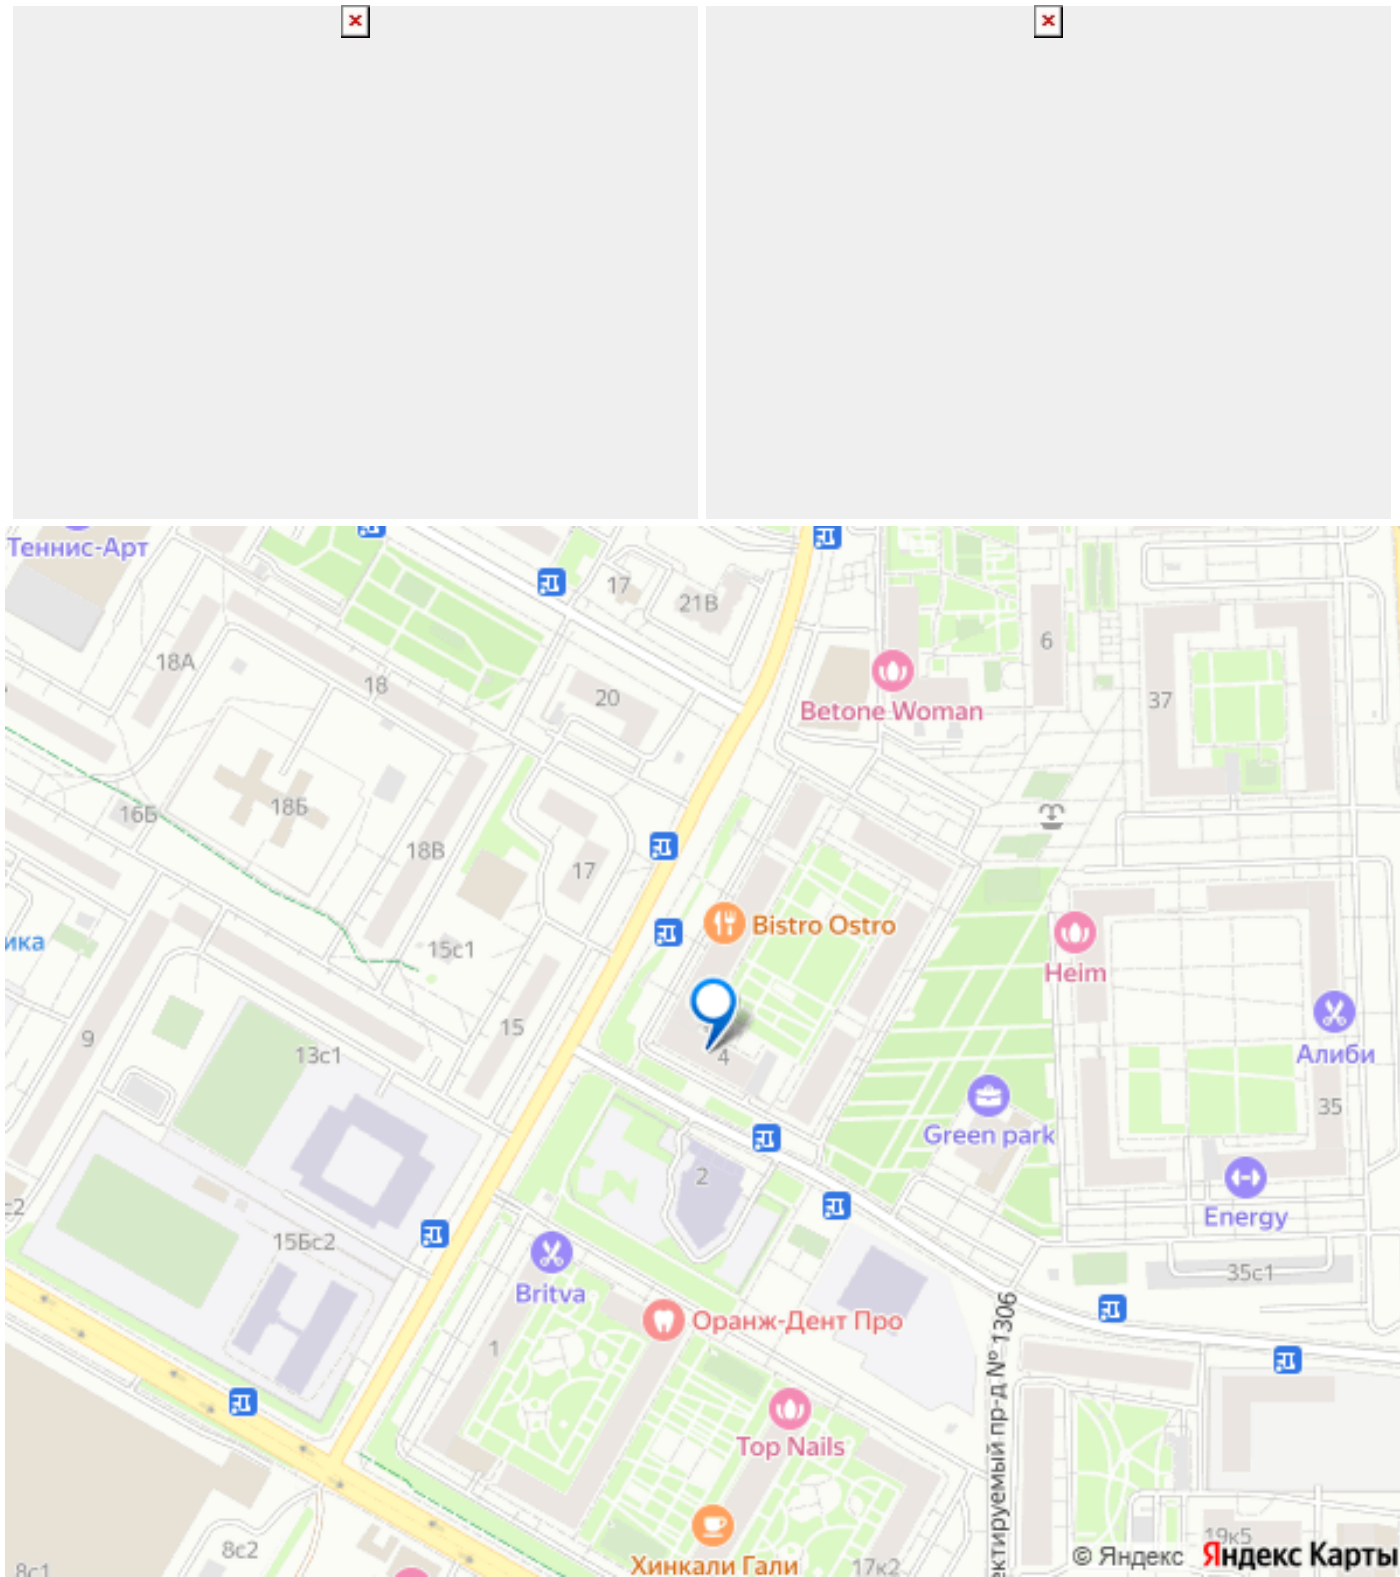 Теннис-Арт
17
21В
18А
18
20
6
37
Betone Woman
16Б
18Б
18В
17
Bistro Ostro
ика
15с1
Heim
9
13с1
15
4
Алиби
35
Green park
2
с2
15Бс2
Energy
35с1
Britva
Оранж-Дент Про
1
ектируемый пр-д № 1306
Top Nails
8с1
8с2
Хинкали Гали
17к2
19к5
© Яндекс Яндекс Карты